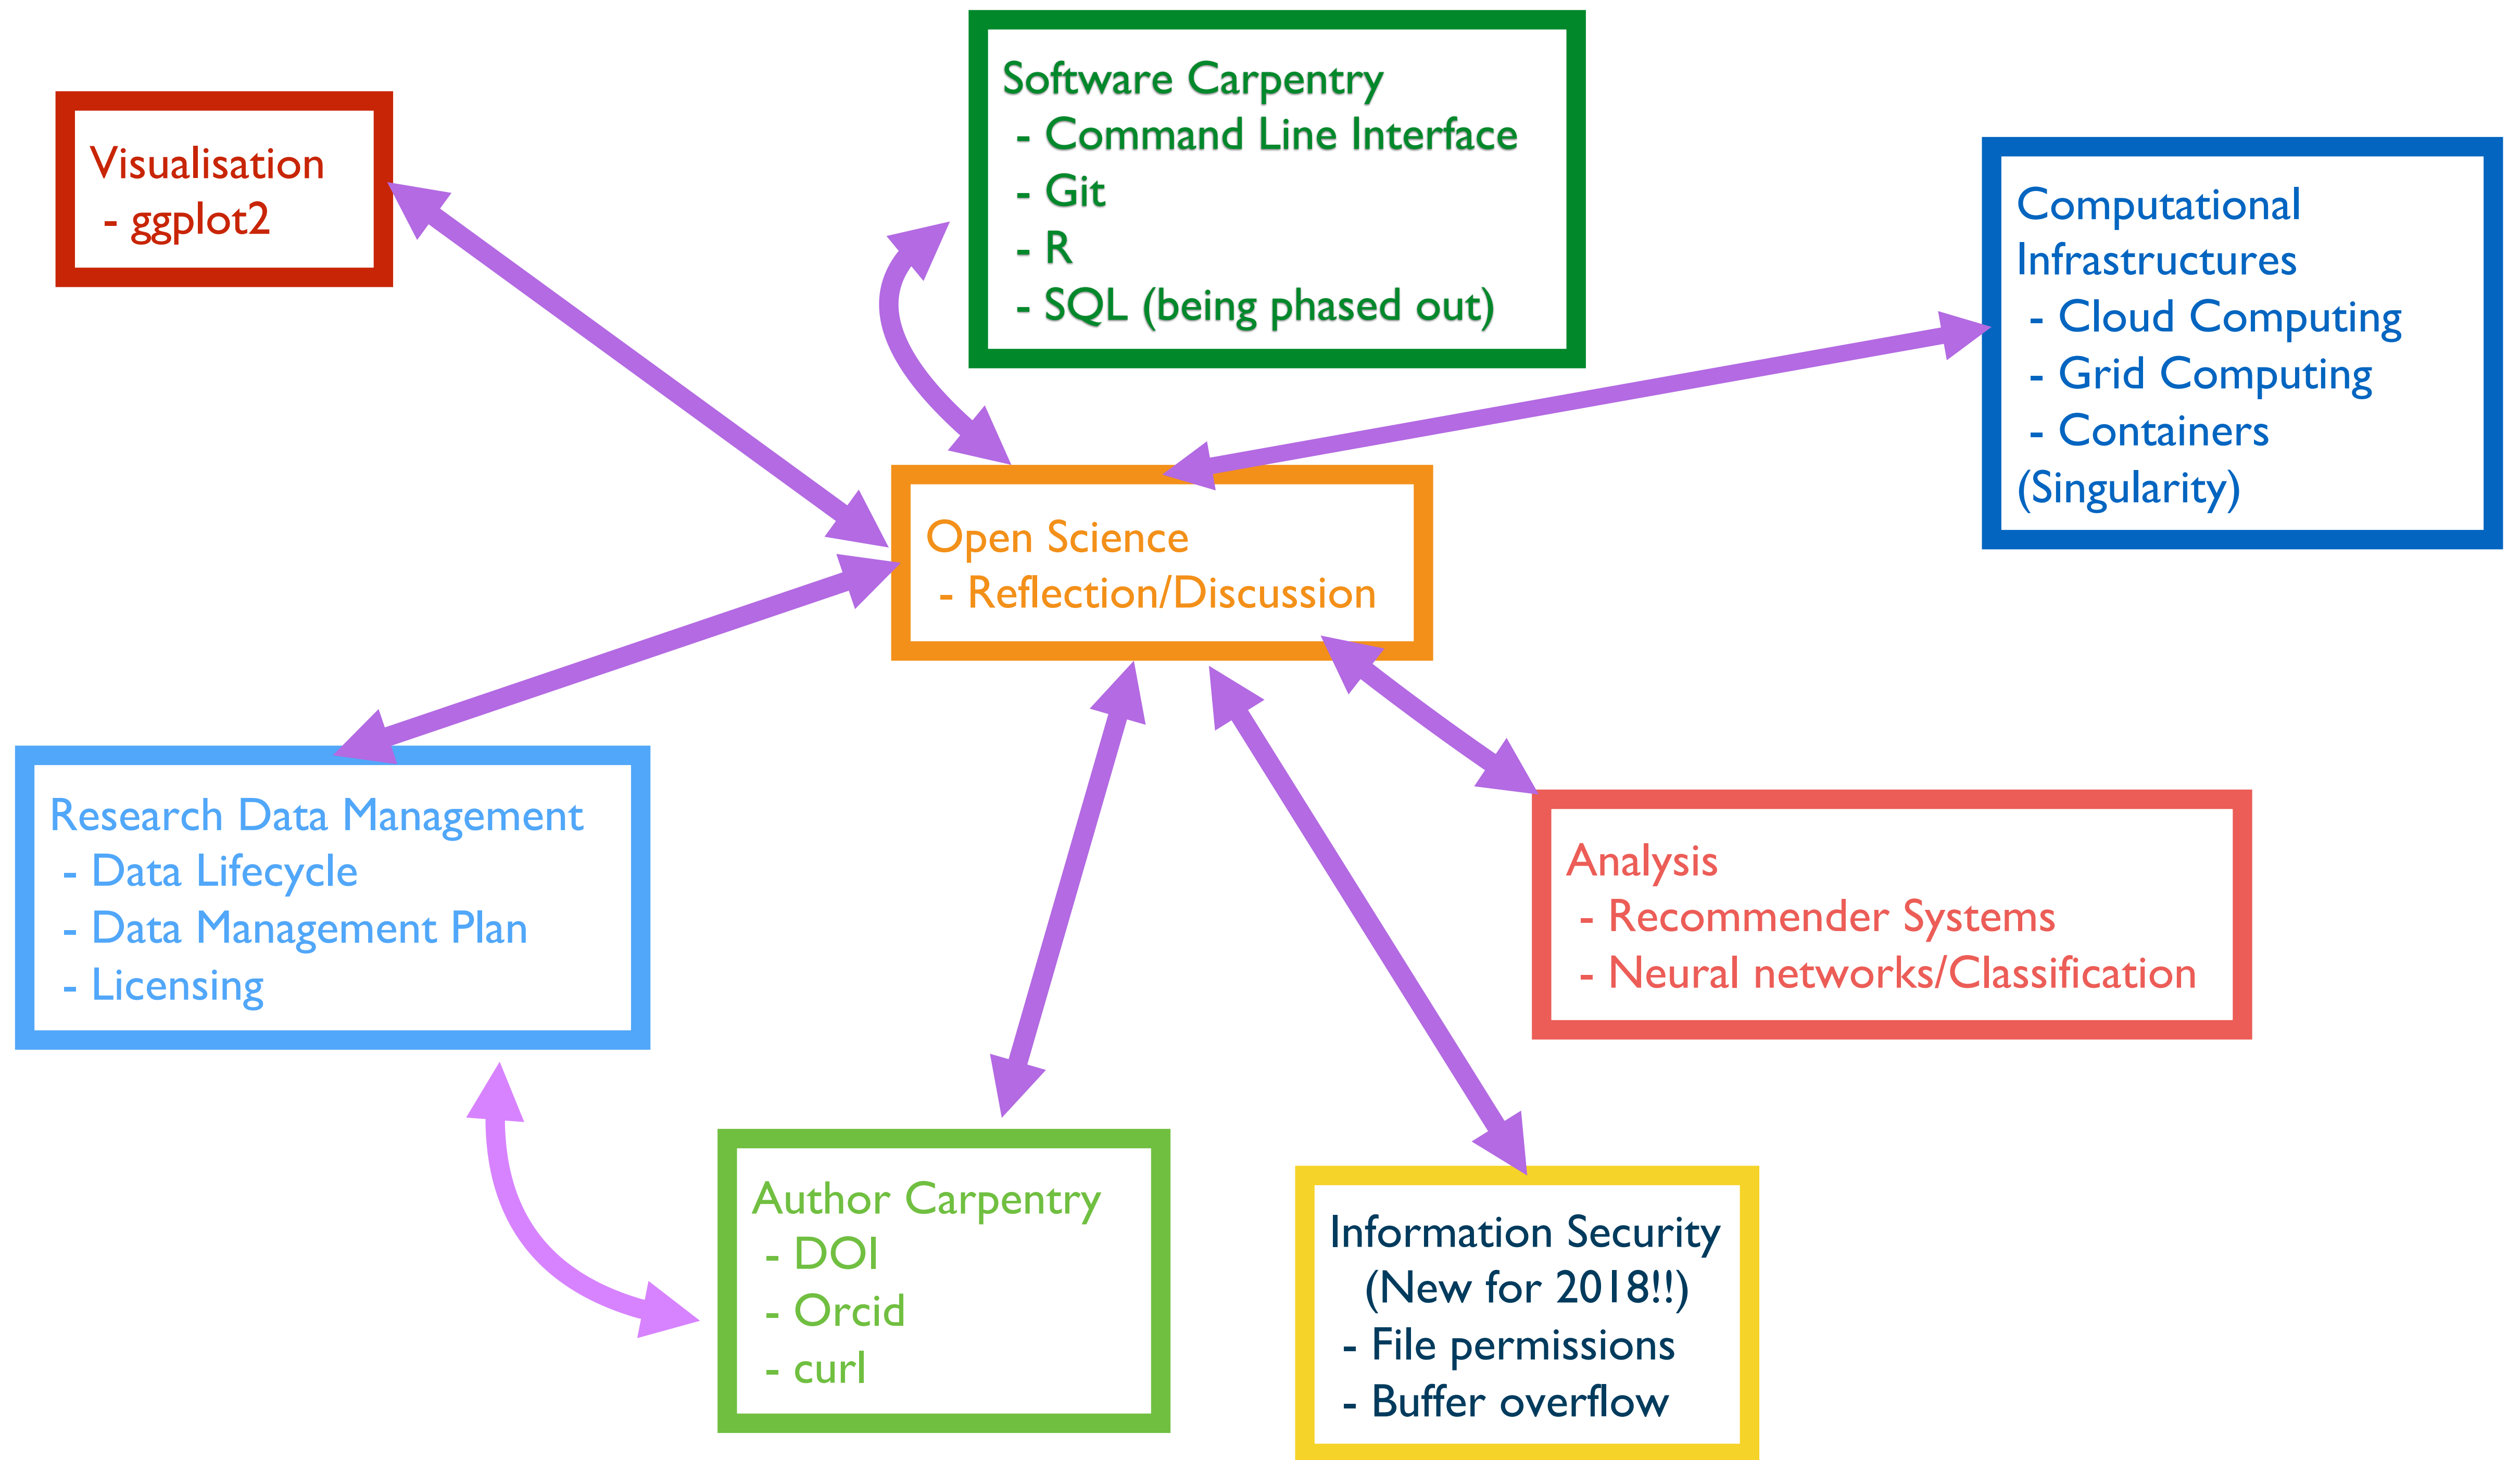 Visualisation
- ggplot2
Software Carpentry
- Command Line Interface
- Git
- R
- SQL (being phased out)
Computational
Infrastructures
- Cloud Computing
- Grid Computing
- Containers
(Singularity)
Open Science
- Reflection/Discussion
Research Data Management
- Data Lifecycle
- Data Management Plan
- Licensing
Analysis
- Recommender Systems
- Neural networks/Classification
Author Carpentry
- DOI
- Orcid
- curl
Information Security
(New for 2018!!)
- File permissions
- Buffer overflow